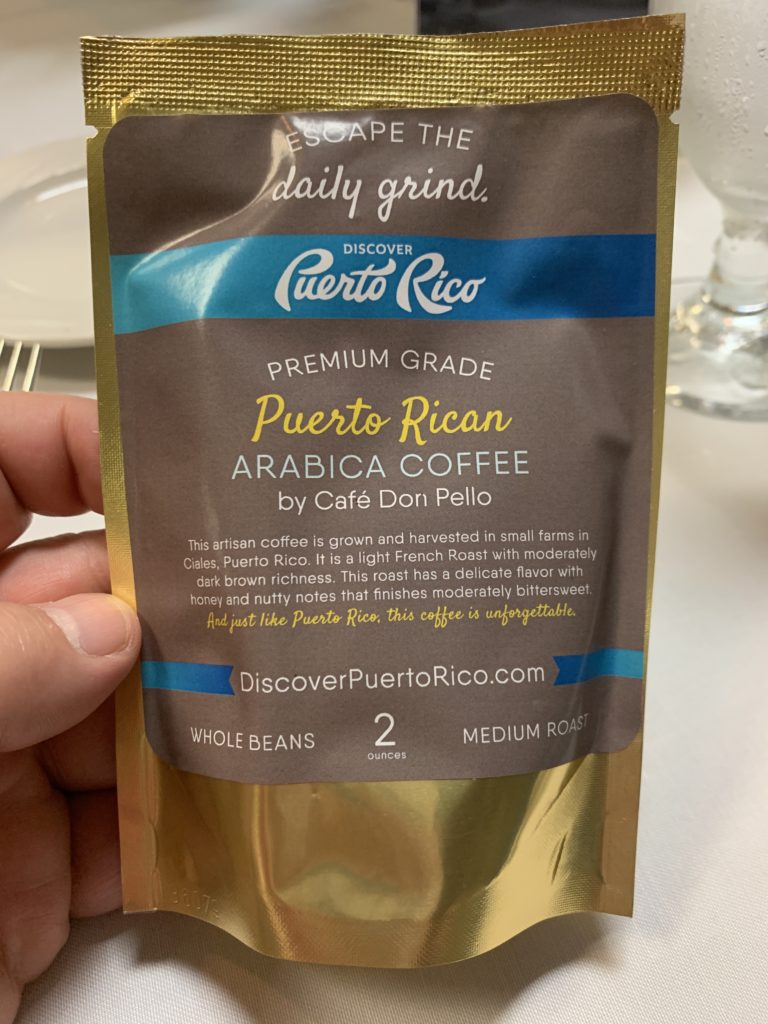 ESCAPE THE
daily grind.
DISCOVER
Puerto Rico
PREMIUM GRADE
Puerto Rican
ARABICA COFFEE
by Café Don Pello
This artisan coffee is grown and harvested in small farms in
Ciales, Puerto Rico. It is a light French Roast with moderately
dark brown richness. This roast has a delicate flavor with
honey and nutty notes that finishes moderately bittersweet.
And just like Puerto Rico, this coffee is unforgettable.
DiscoverPuertoRico.com
WHOLE BEANS 2 MEDIUM ROAST
ounces